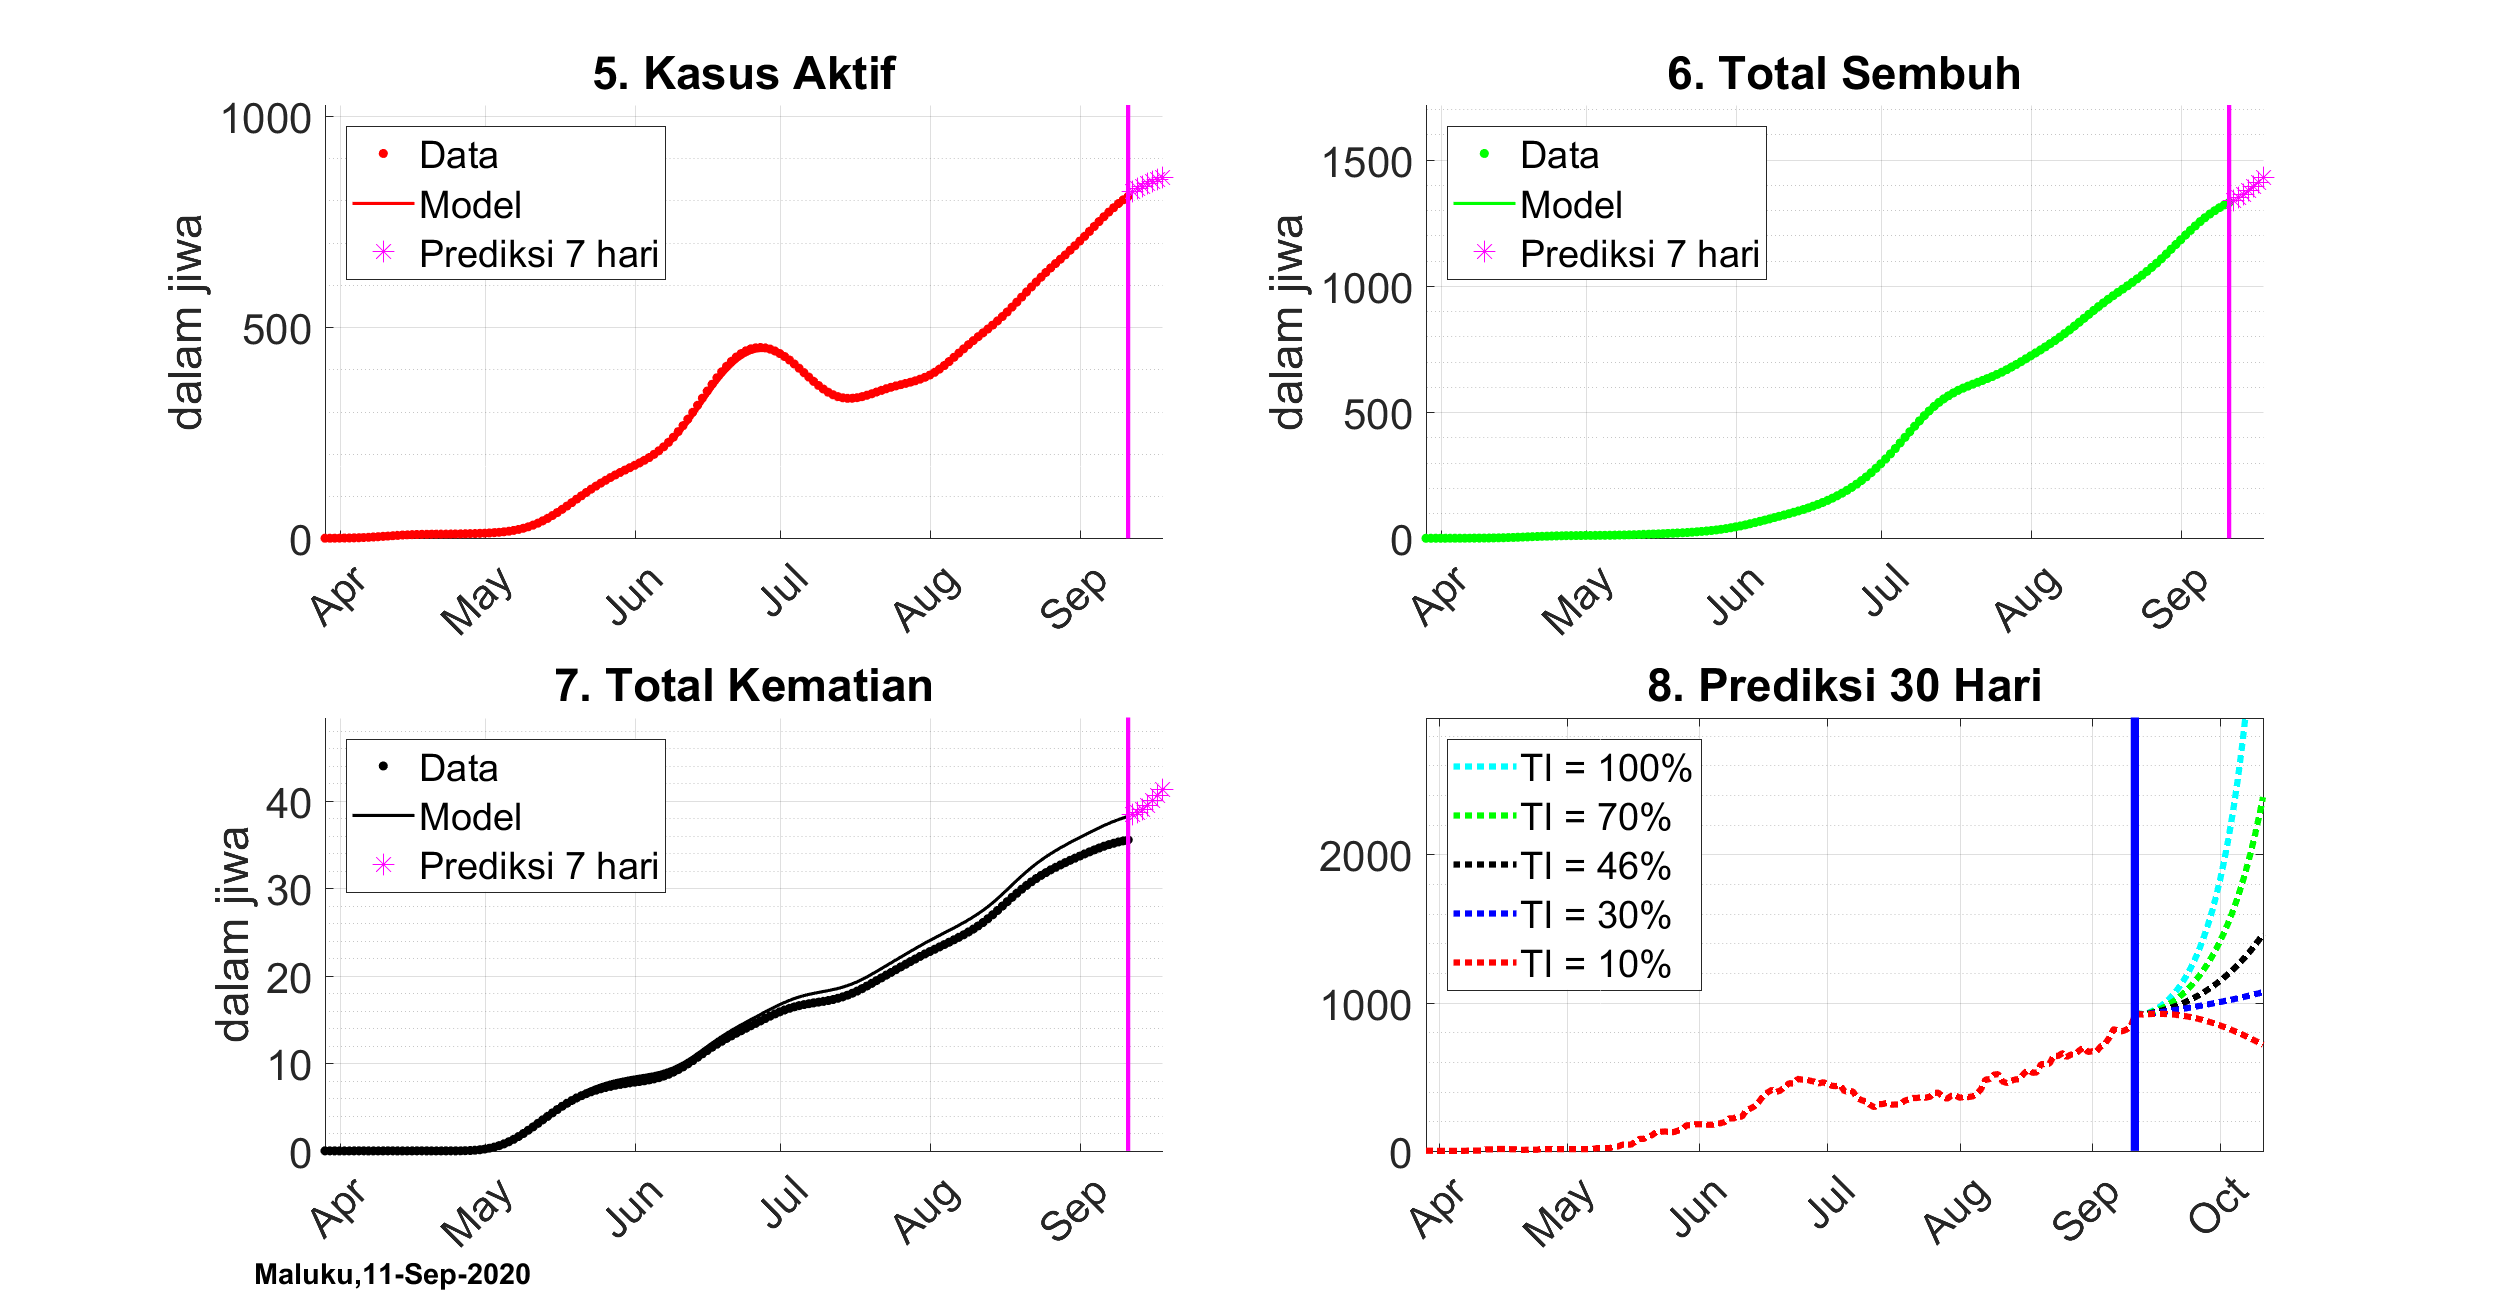 5. Kasus Aktif
1000
500
0
dalam jiwa
Data
Model
Prediksi 7 hari
Apr
May
Jun
Jul
Aug
Sep
6. Total Sembuh
1500
1000
500
0
dalam jiwa
Data
Model
Prediksi 7 hari
Apr
May
Jun
Jul
Aug
Sep
7. Total Kematian
40
30
20
10
0
dalam jiwa
Data
Model
Prediksi 7 hari
Apr
May
Jun
Jul
Aug
Sep
8. Prediksi 30 Hari
2000
1000
0
TI = 100%
TI = 70%
TI = 46%
TI = 30%
TI = 10%
Apr
May
Jun
Jul
Aug
Sep
Oct
Maluku,11-Sep-2020